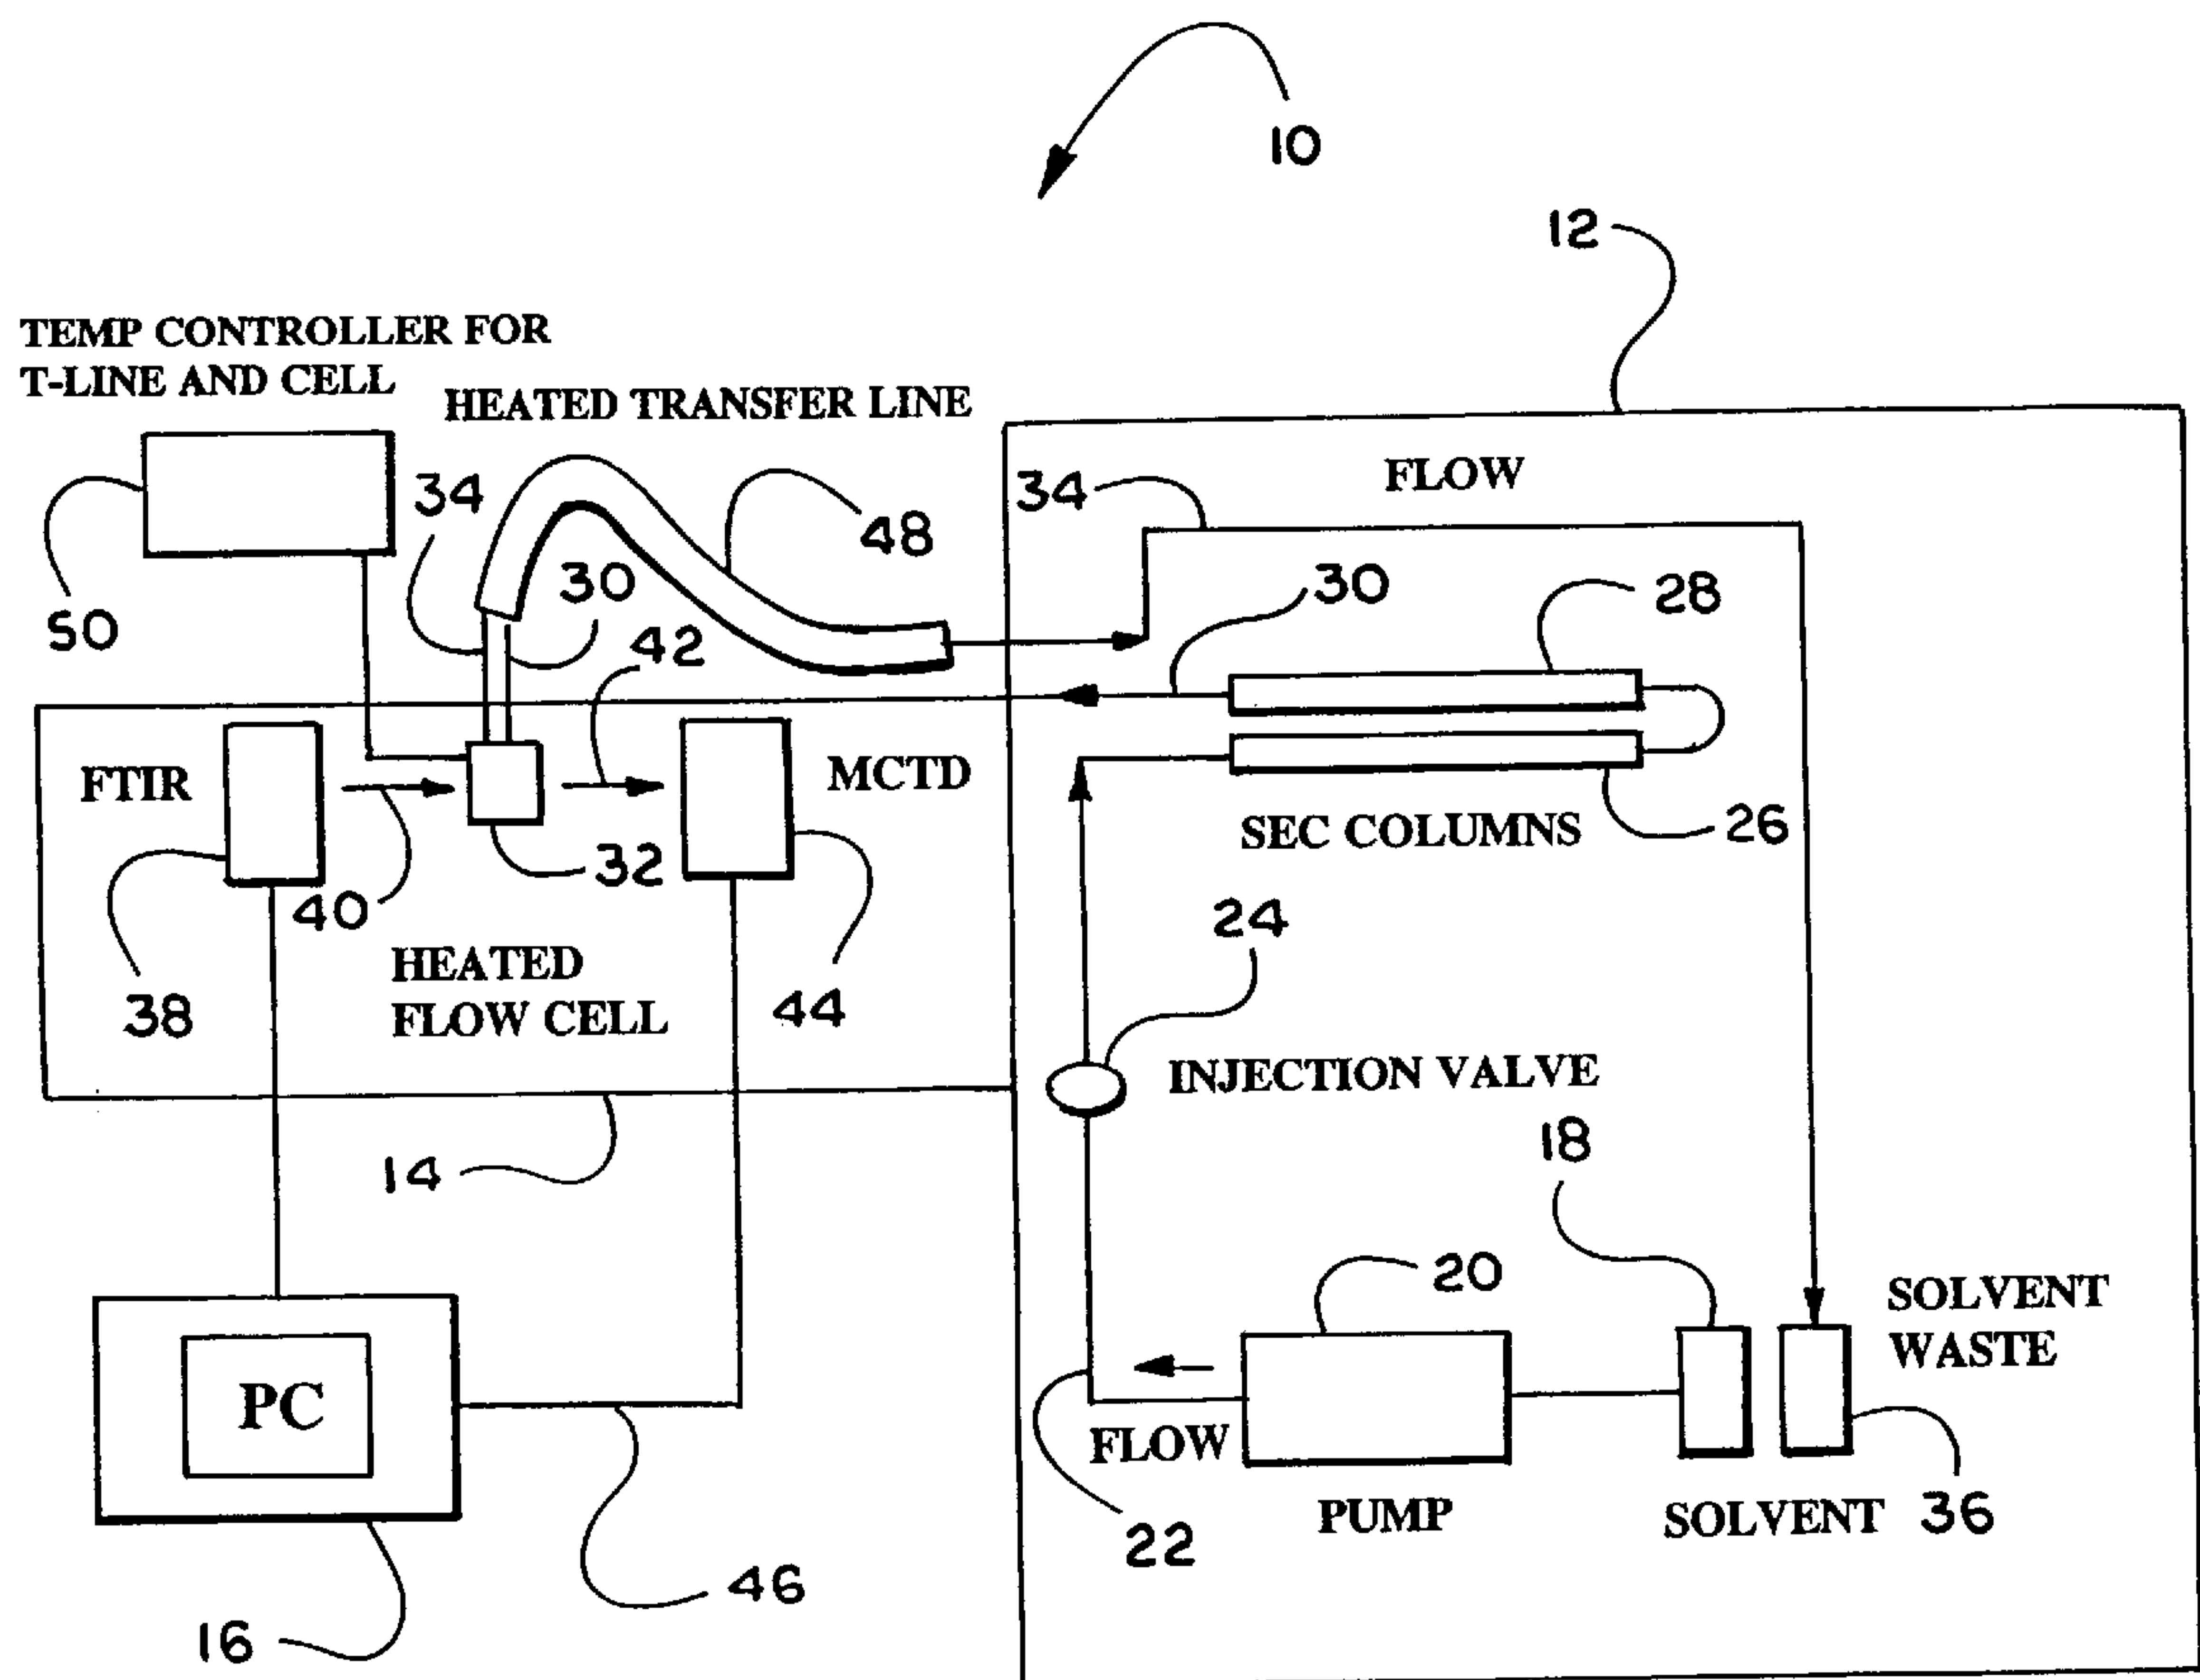 10
12
TEMP CONTROLLER FOR
T-LINE AND CELL
HEATED TRANSFER LINE
FLOW
34
48
34
30
30
28
50
42
FTIR
MCTD
SEC COLUMNS
26
32
40
24
38
HEATED
FLOW CELL
44
INJECTION VALVE
18
14
20
SOLVENT
WASTE
PC
FLOW
PUMP
SOLVENT
36
22
46
16